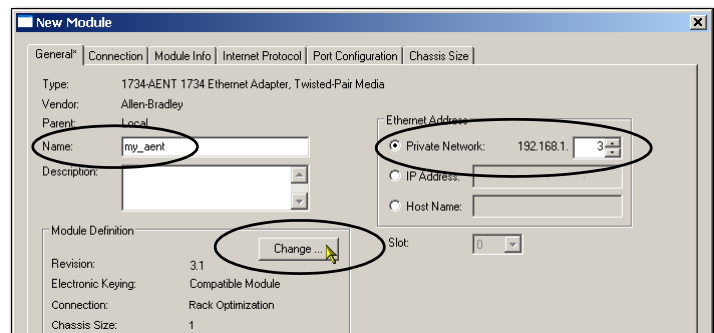 New Module
General* Connection Module Info Internet Protocol Port Configuration Chassis Size
Type: 1734-AENT 1734 Ethernet Adapter, Twisted-Pair Media
Vendor: Allen-Bradley
Parent: Local
Name: my_aent
Description:
Ethernet Address
Private Network: 192.168.1. 3
IP Address:
Host Name:
Module Definition
Change ...
Slot: 0
Revision: 3.1
Electronic Keying: Compatible Module
Connection: Rack Optimization
Chassis Size: 1